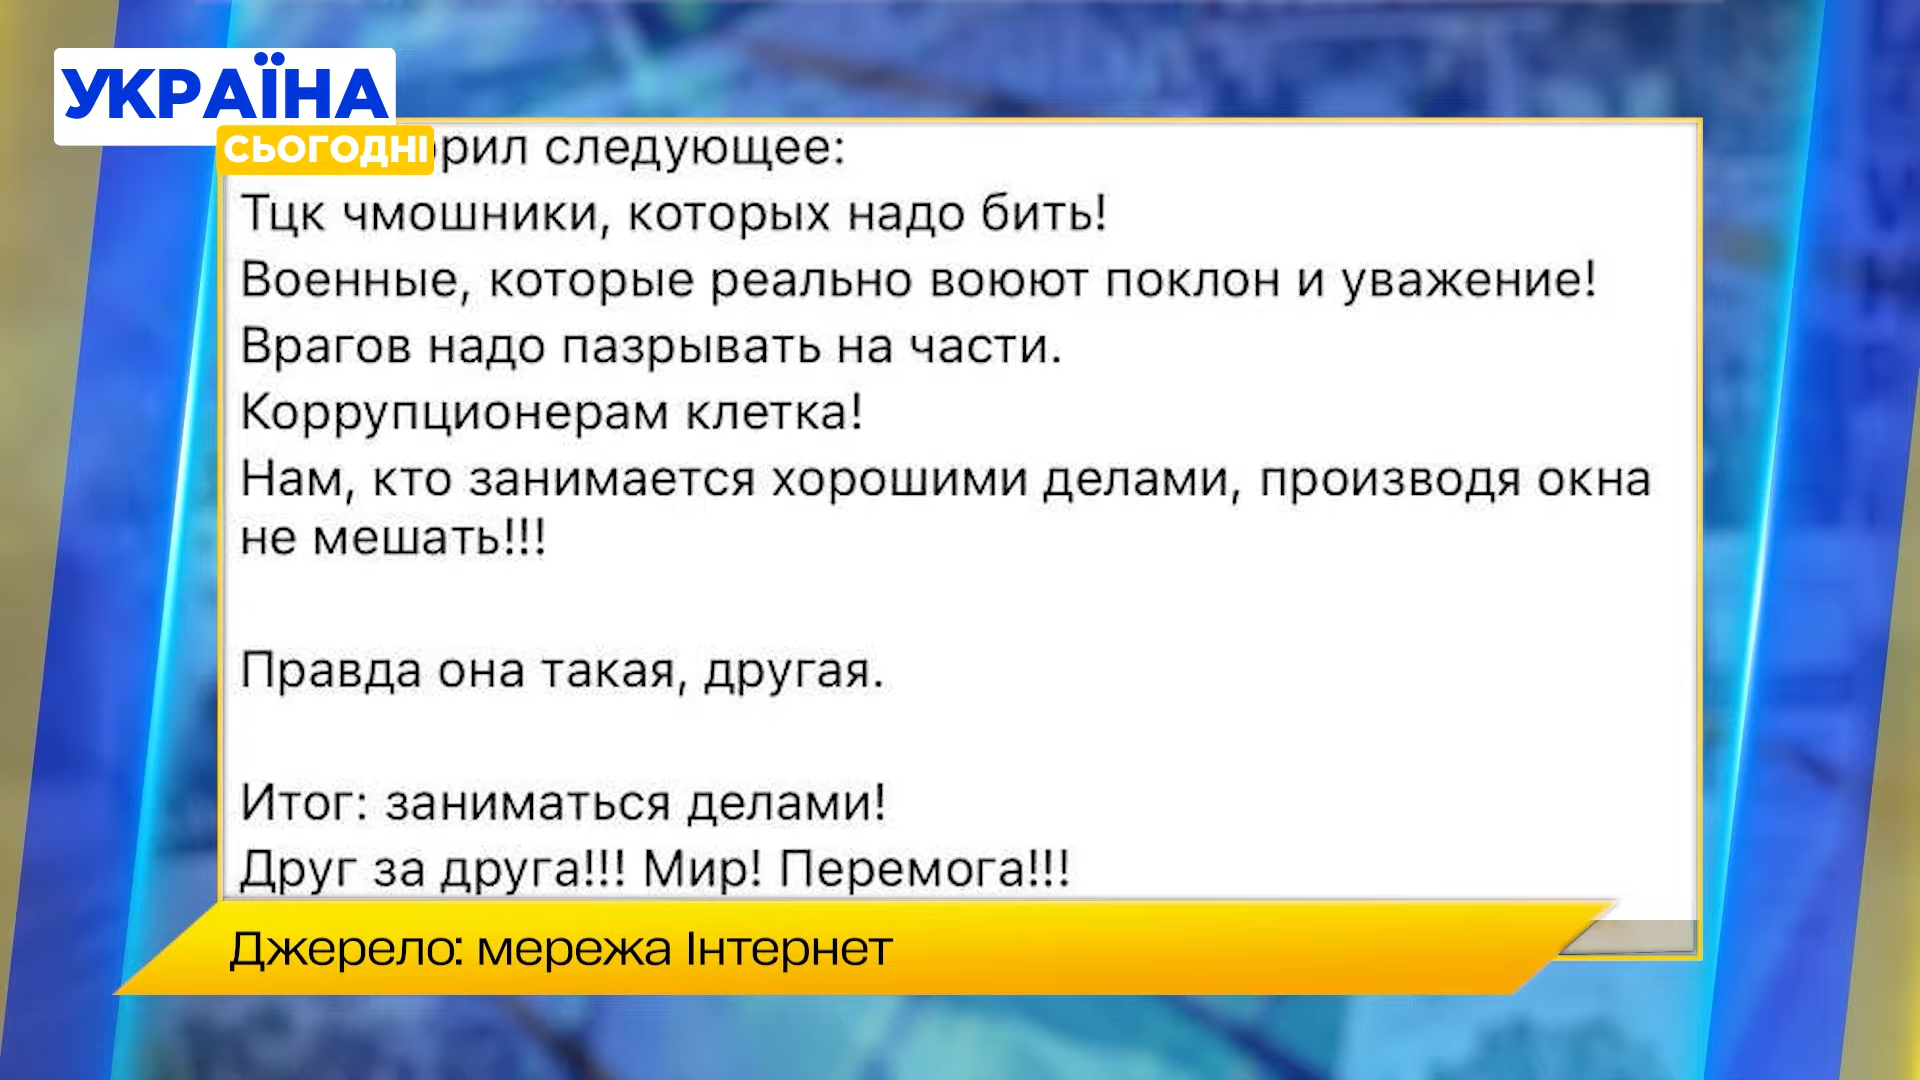 УКРАЇНА
СЬОГОДНІ
следующее:
Тцк чмошники, которых надо бить!
Военные, которые реально воюют поклон и уважение!
Врагов надо пазрывать на части.
Коррупционерам клетка!
Нам, кто занимается хорошими делами, производя окна
не мешать!!!
Правда она такая, другая.
Итог: заниматься делами!
Друг за друга!!! Мир! Перемога!!!
Джерело: мережа Інтернет